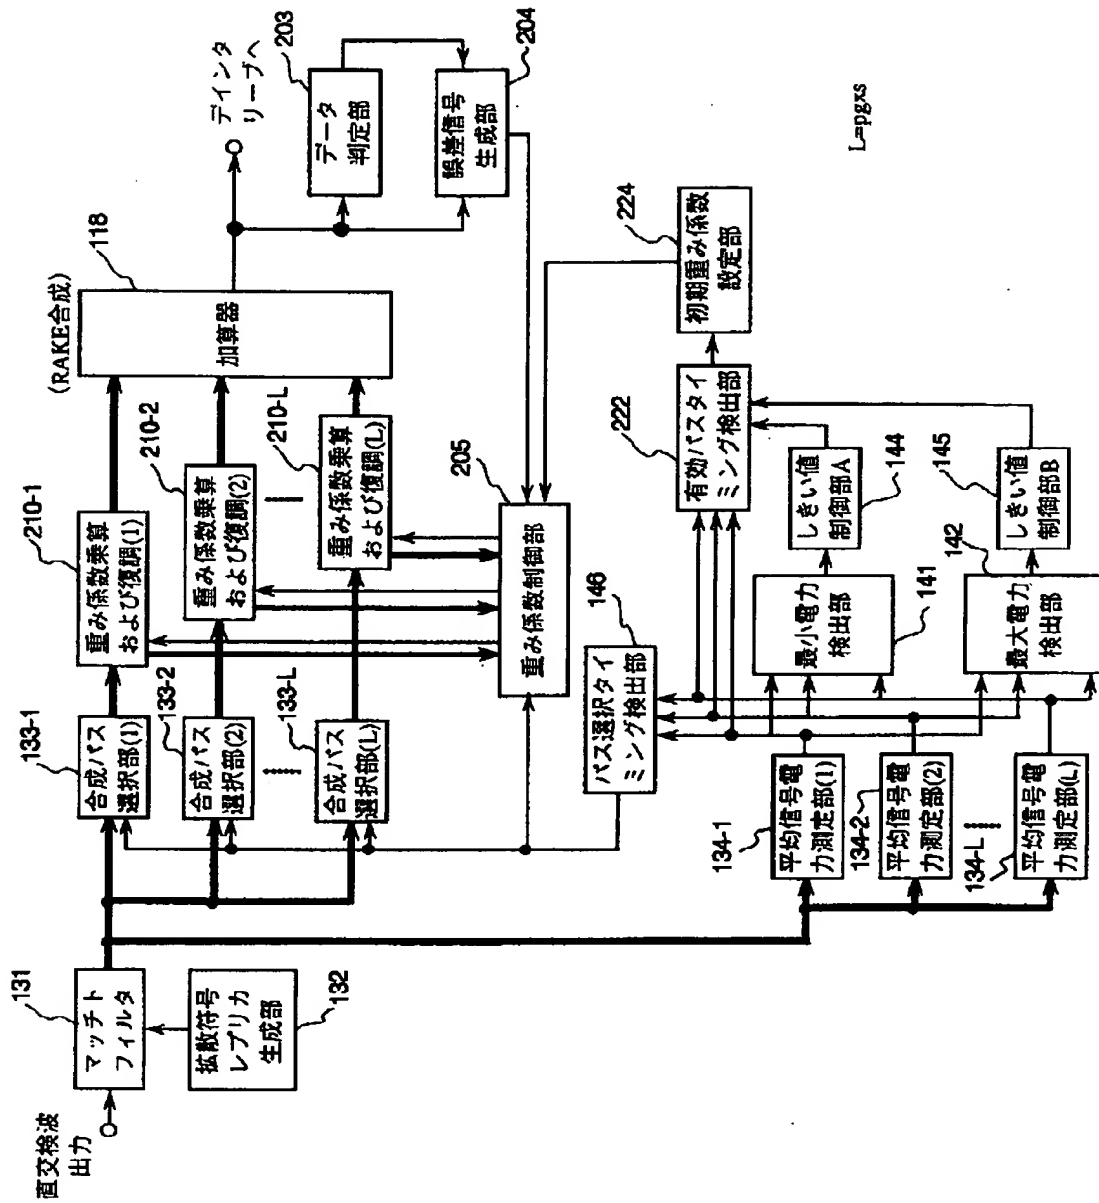 直交検波
出力
131
マッチト
フィルタ
拡散符号
レプリカ
生成部
132
133-1
合成パス
選択部(1)
133-2
合成パス
選択部(2)
133-L
合成パス
選択部(L)
210-1
重み係数乗算
および復調(1)
210-2
重み係数乗算
および復調(2)
210-L
重み係数乗算
および復調(L)
(RAKE合成)
118
加算器
デインタ
リーブへ
203
データ
判定部
204
誤差信号
生成部
205
重み係数制御部
146
パス選択タイ
ミング検出部
222
有効パスタイ
ミング検出部
224
初期重み係数
設定部
134-1
平均信号電
力測定部(1)
134-2
平均信号電
力測定部(2)
134-L
平均信号電
力測定部(L)
最小電力
検出部
141
142
最大電力
検出部
しきい値
制御部A
144
145
しきい値
制御部B
L=pgxs